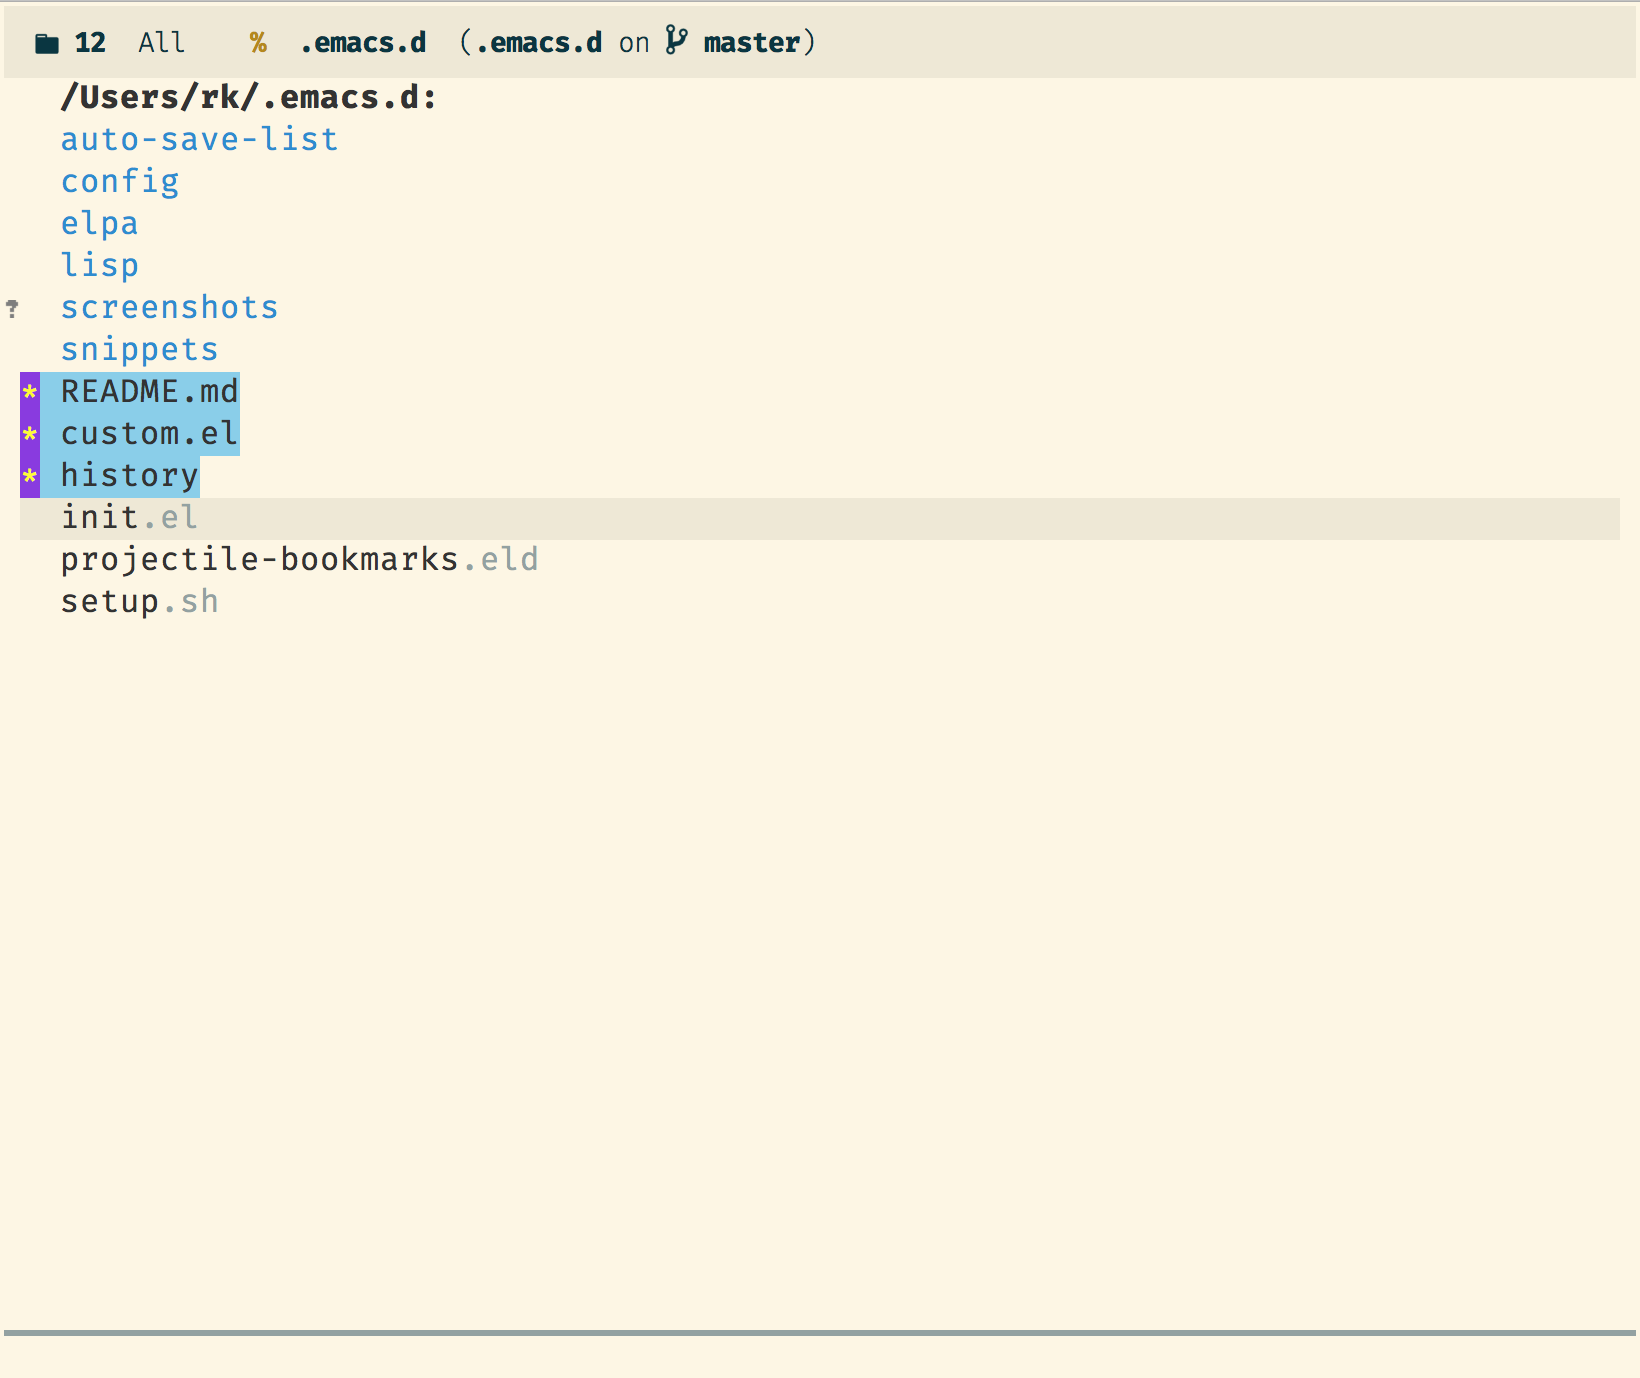 12 All % .emacs.d (.emacs.d on master)
/Users/rk/.emacs.d:
auto-save-list
config
elpa
lisp
? screenshots
snippets
* README.md
* custom.el
* history
init.el
projectile-bookmarks.eld
setup.sh